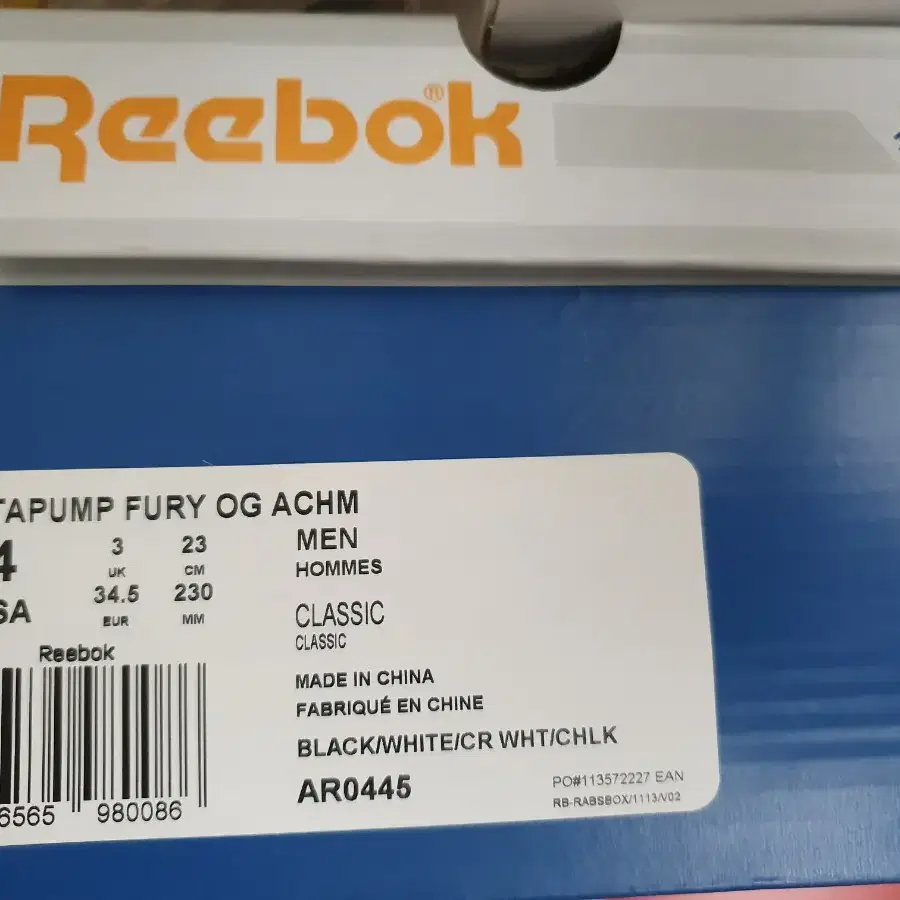 Reebok®
TAPUMP FURY OG ACHM
4 3 23 MEN
UK CM HOMMES
SA 34.5 230
EUR MM
CLASSIC
CLASSIC
Reebok
MADE IN CHINA
FABRIQUÉ EN CHINE
BLACK/WHITE/CR WHT/CHLK
AR0445
6565 980086
PO#113572227 EAN
RB-RABSBOX/1113/V02